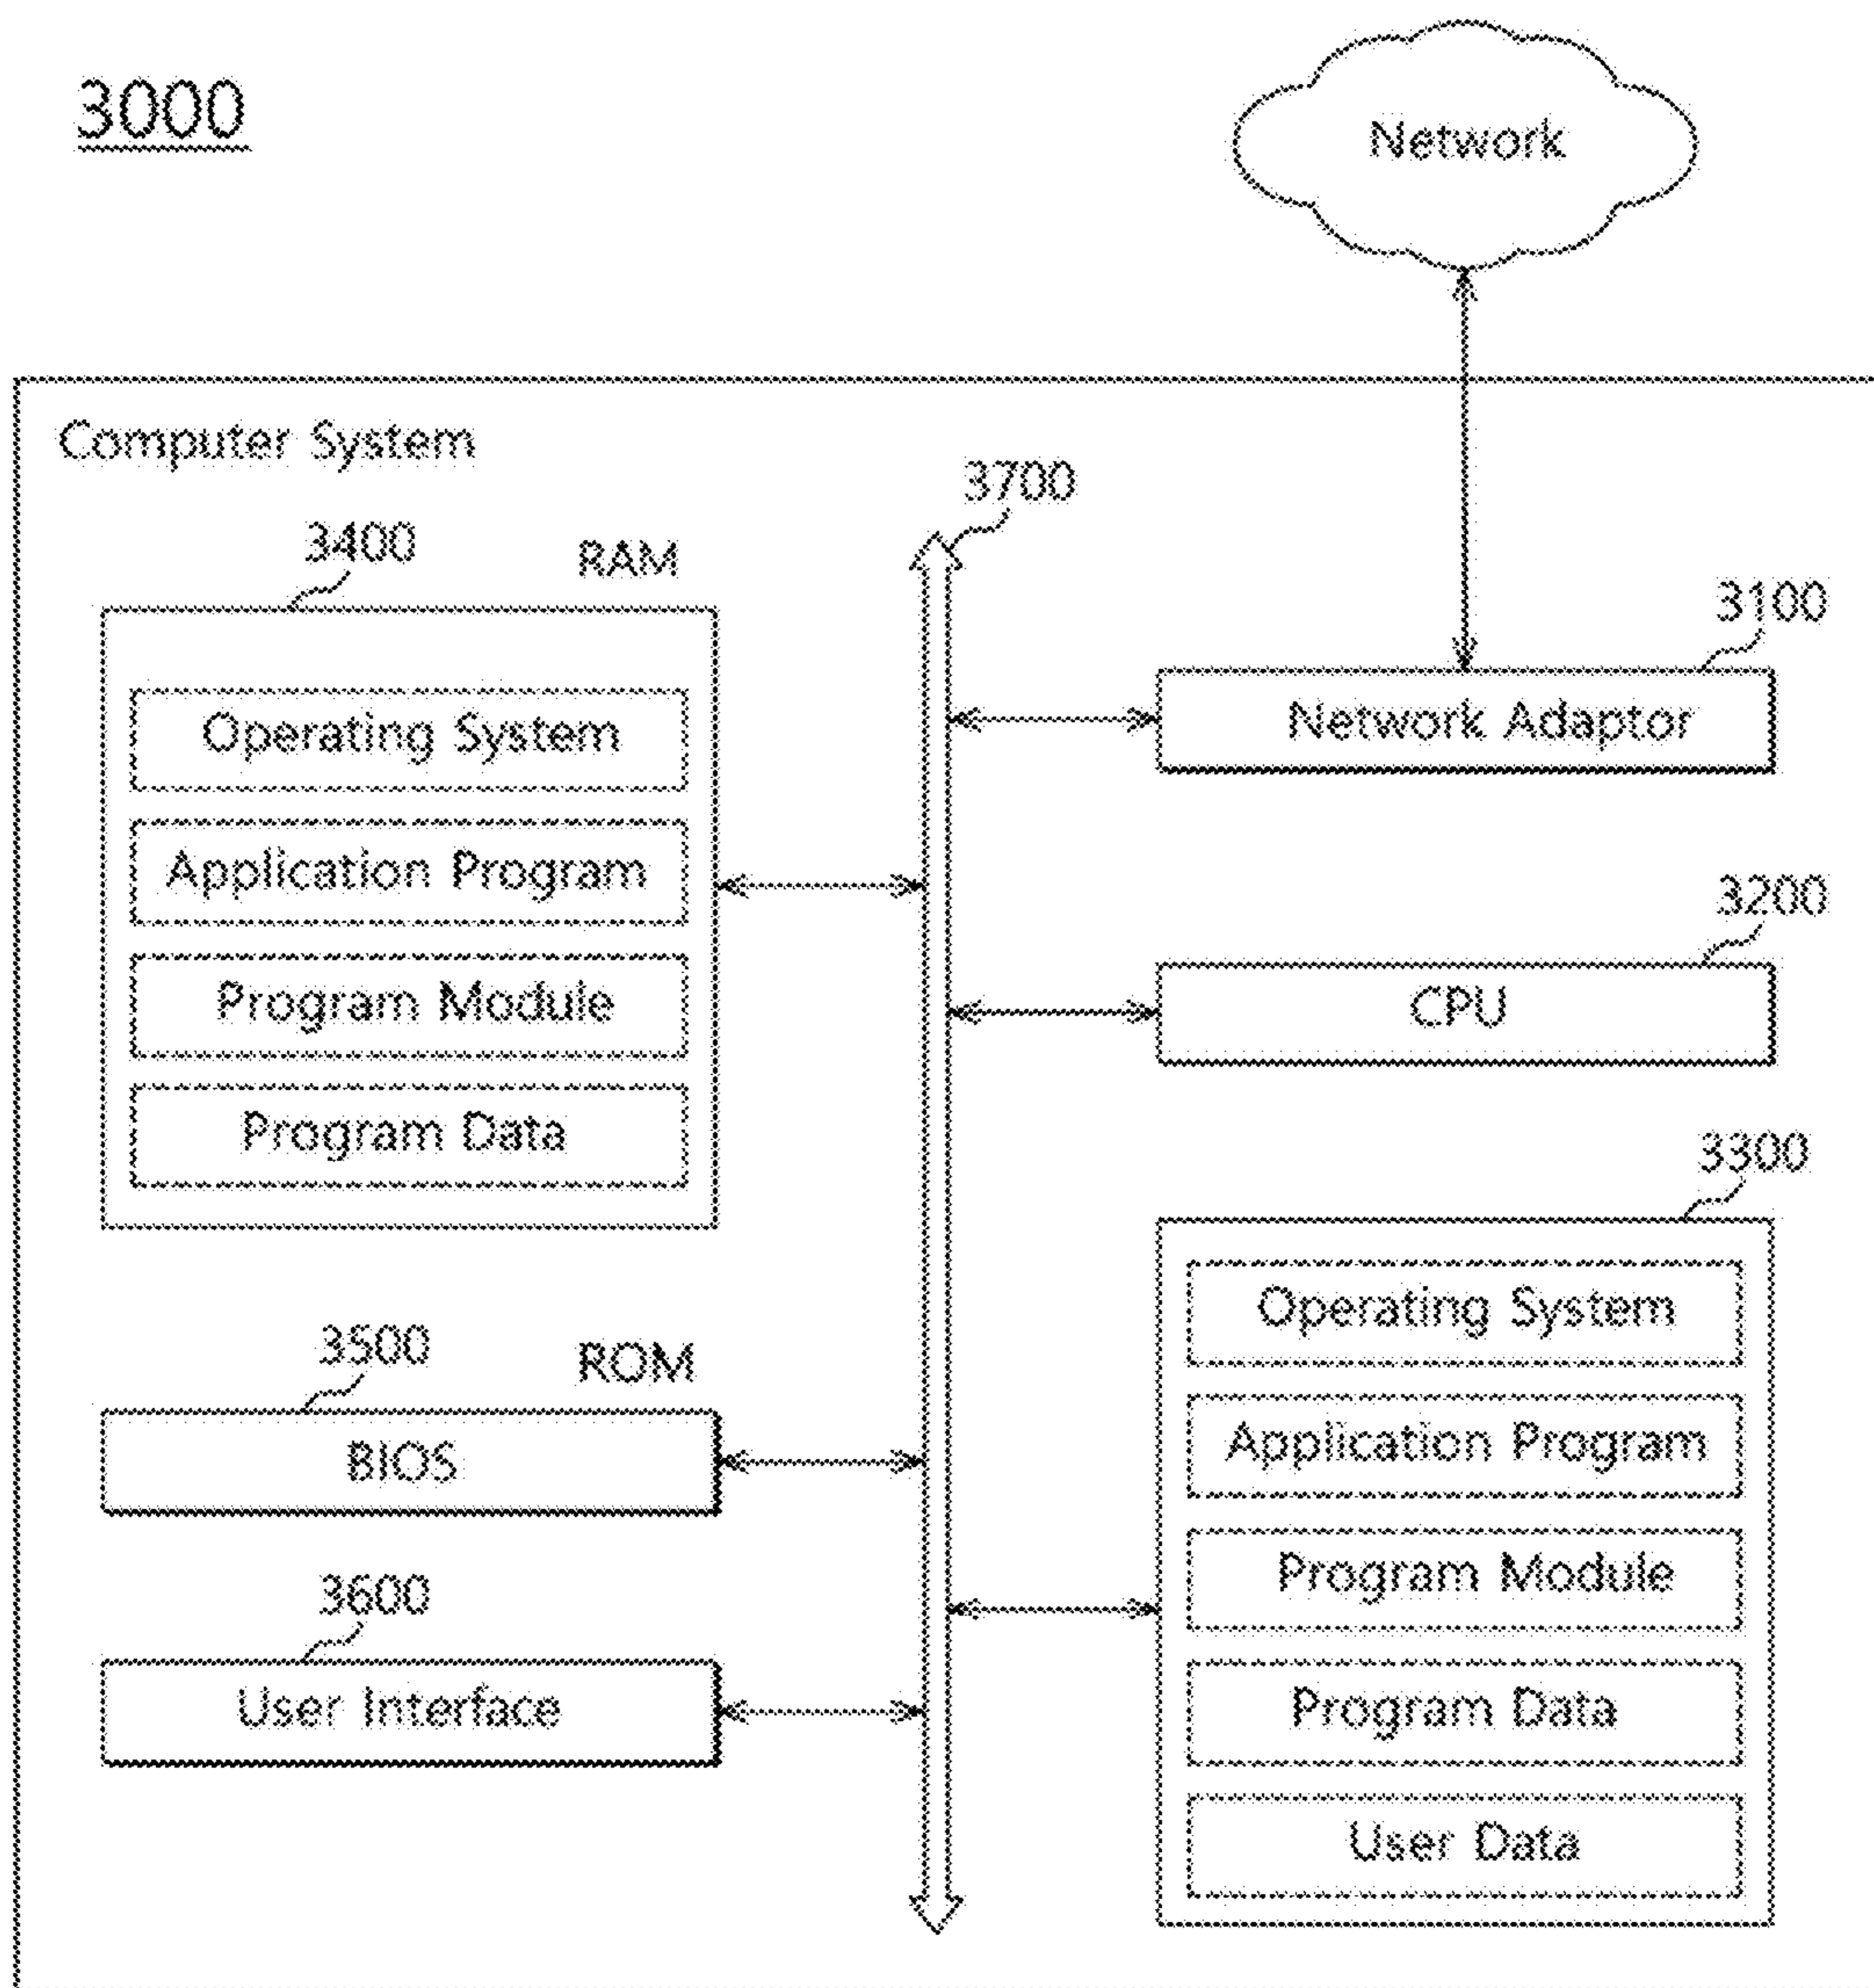 3000
Network
Computer System
3700
3400
RAM
3100
Operating System
Network Adaptor
Application Program
3200
Program Module
CPU
Program Data
3300
Operating System
3500
ROM
Application Program
BIOS
Program Module
3600
User Interface
Program Data
User Data